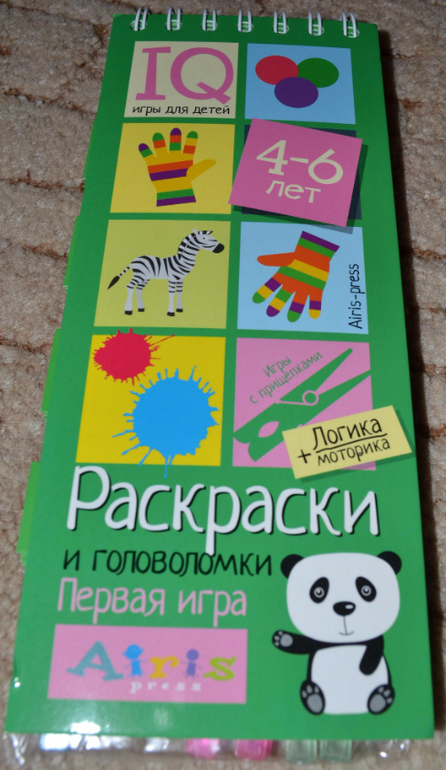 IQ
игры для детей
4-6
лет
Airis-press
Игры
с прищепками
Логика
+ моторика
Раскраски
и головоломки
Первая игра
Airis
press